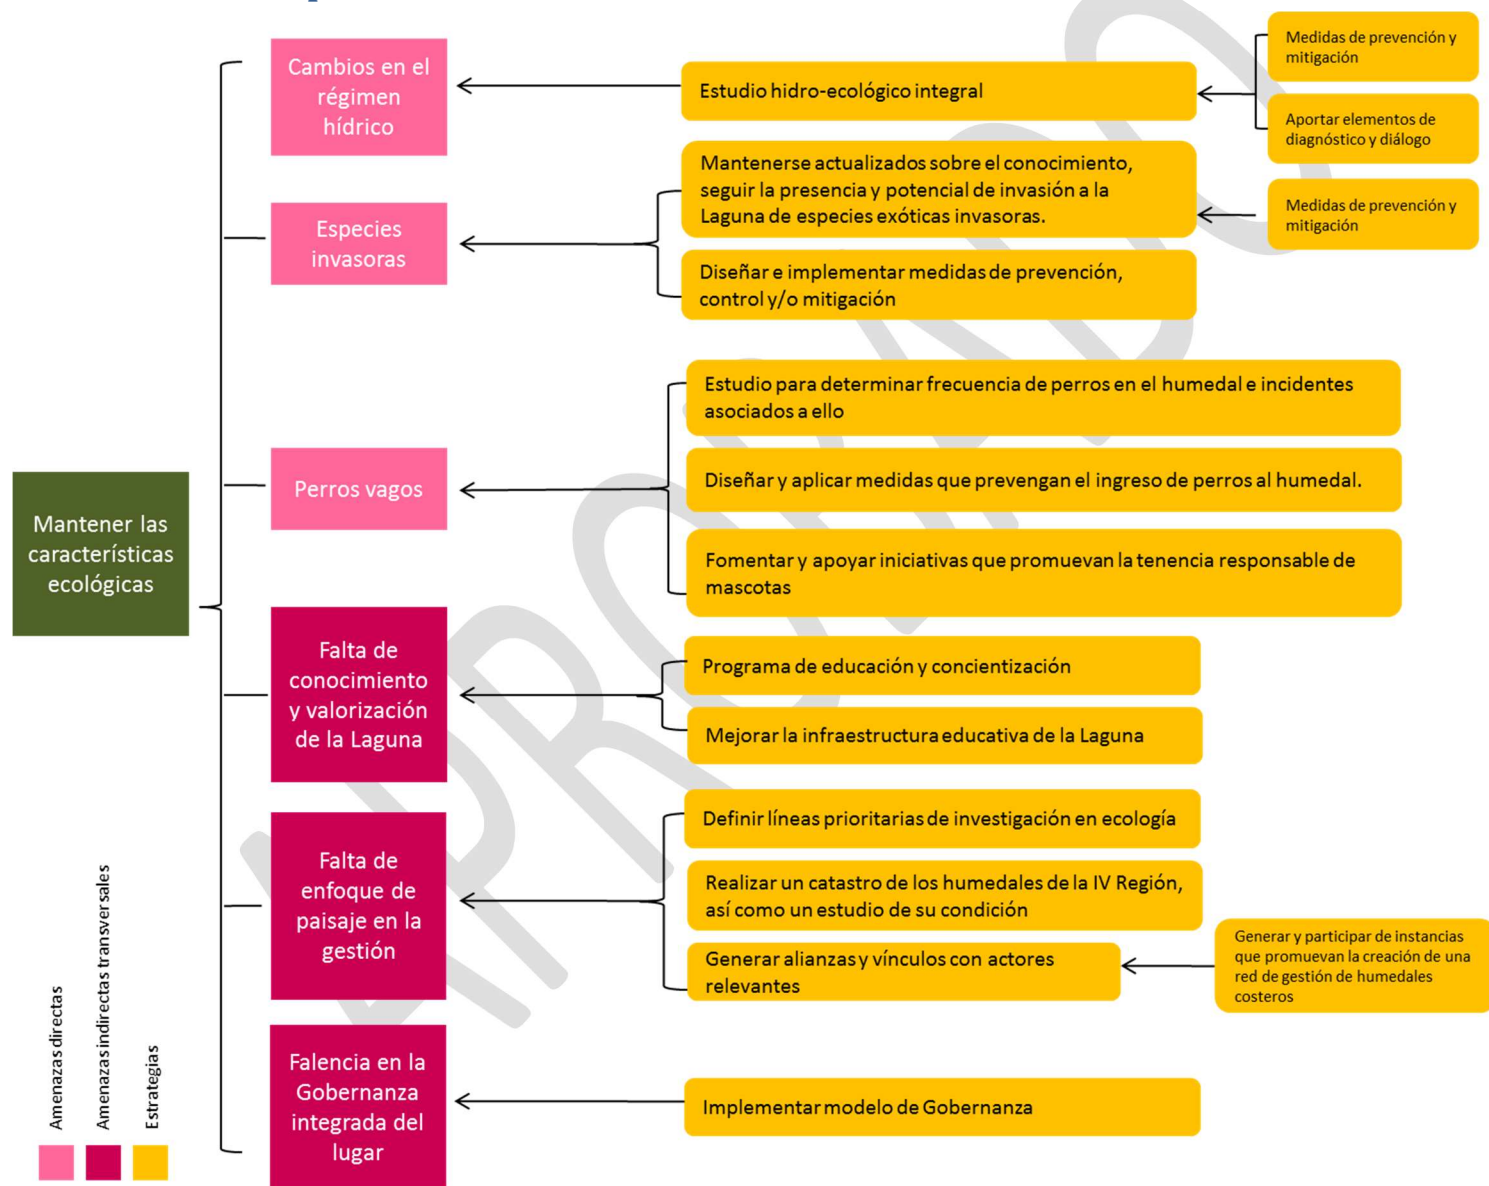 Mantener las
características
ecológicas
Cambios en el
régimen
hídrico
Estudio hidro-ecológico integral
Medidas de prevención y
mitigación
Aportar elementos de
diagnóstico y diálogo
Especies
invasoras
Mantenerse actualizados sobre el conocimiento,
seguir la presencia y potencial de invasión a la
Laguna de especies exóticas invasoras.
Medidas de prevención y
mitigación
Diseñar e implementar medidas de prevención,
control y/o mitigación
Perros vagos
Estudio para determinar frecuencia de perros en el humedal e incidentes
asociados a ello
Diseñar y aplicar medidas que prevengan el ingreso de perros al humedal.
Fomentar y apoyar iniciativas que promuevan la tenencia responsable de
mascotas
Falta de
conocimiento
y valorización
de la Laguna
Programa de educación y concientización
Mejorar la infraestructura educativa de la Laguna
Falta de
enfoque de
paisaje en la
gestión
Definir líneas prioritarias de investigación en ecología
Realizar un catastro de los humedales de la IV Región,
así como un estudio de su condición
Generar alianzas y vínculos con actores
relevantes
Generar y participar de instancias
que promuevan la creación de una
red de gestión de humedales
costeros
Falencia en la
Gobernanza
integrada del
lugar
Implementar modelo de Gobernanza
Amenazas directas
Amenazas indirectas transversales
Estrategias
APROBADO